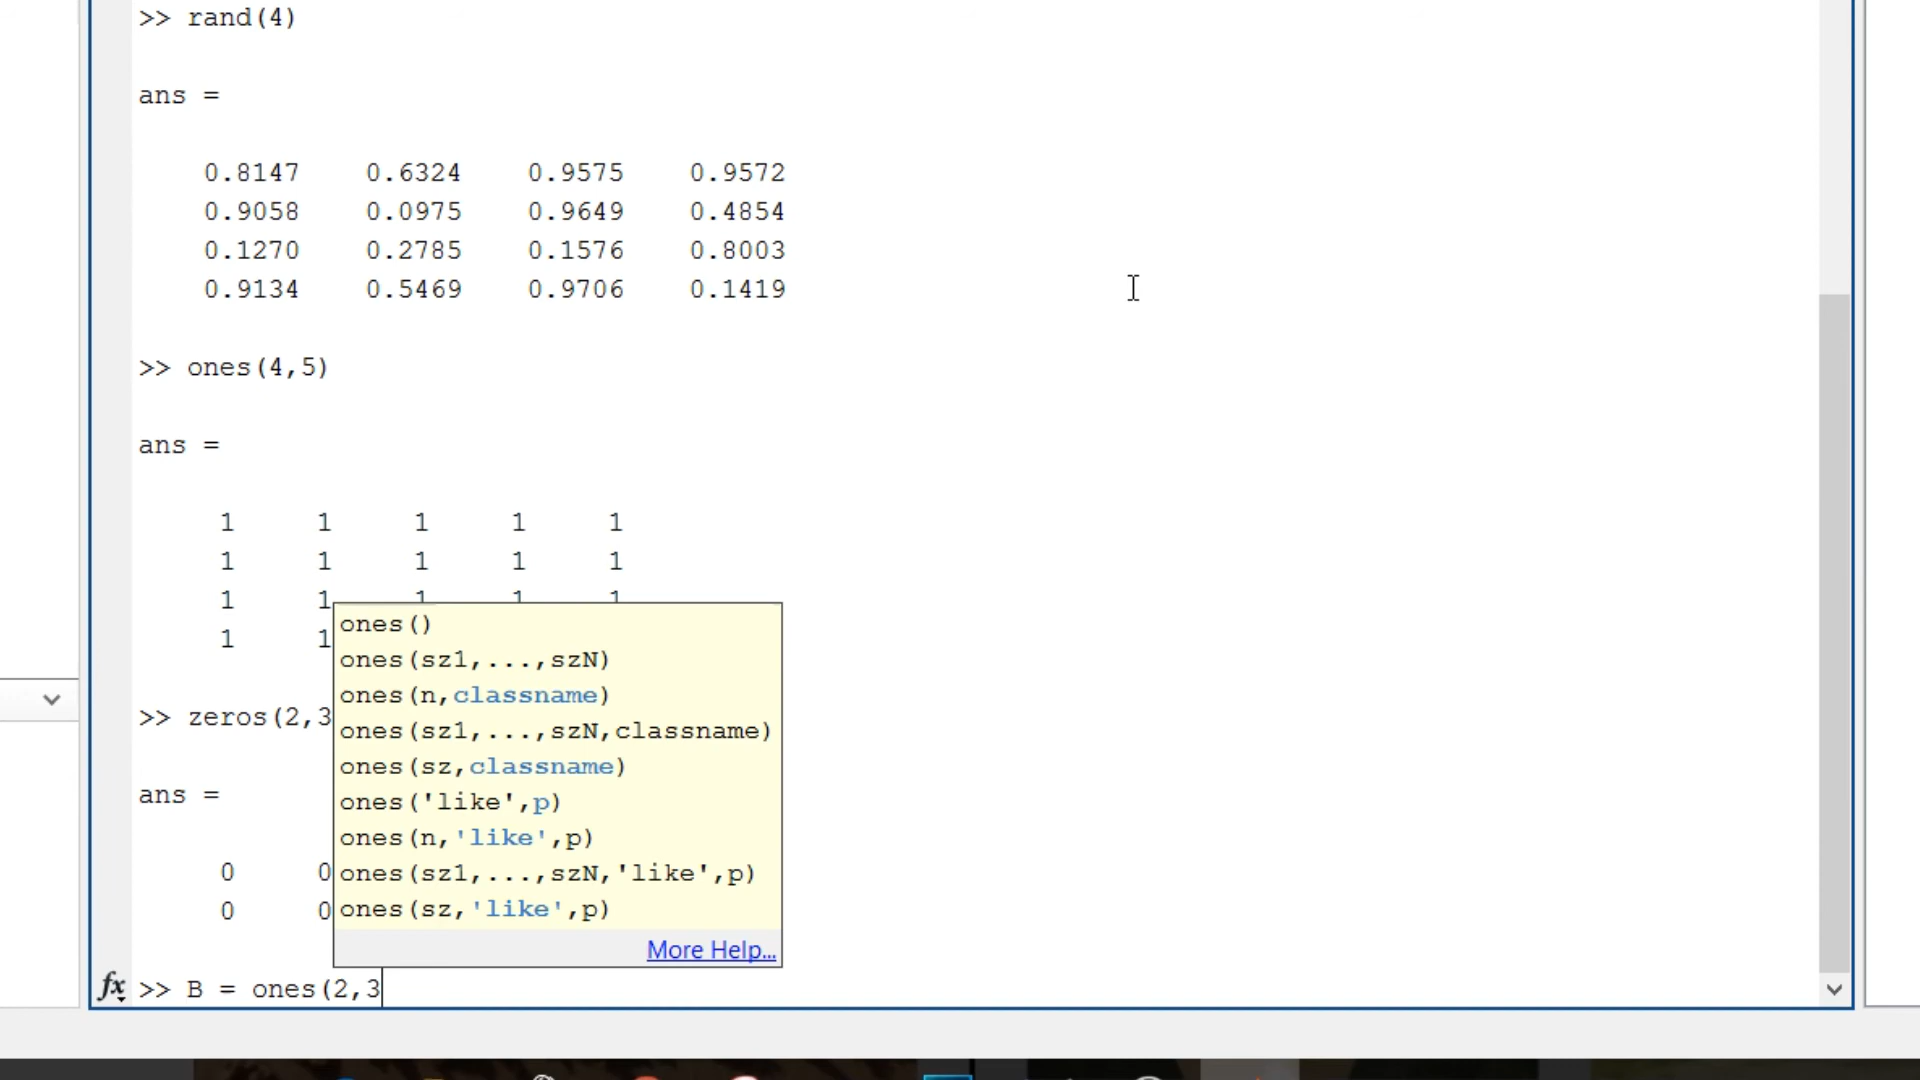 >> rand(4)
ans =
0.8147 0.6324 0.9575 0.9572
0.9058 0.0975 0.9649 0.4854
0.1270 0.2785 0.1576 0.8003
0.9134 0.5469 0.9706 0.1419
>> ones(4,5)
ans =
1 1 1 1 1
1 1 1 1 1
1 1 1 1 1
1 1
>> zeros(2,3
ans =
0 0
0 0
ones()
ones(sz1,...,szN)
ones(n,classname)
ones(sz1,...,szN,classname)
ones(sz,classname)
ones('like',p)
ones(n,'like',p)
ones(sz1,...,szN,'like',p)
ones(sz,'like',p)
More Help...
fx >> B = ones(2,3